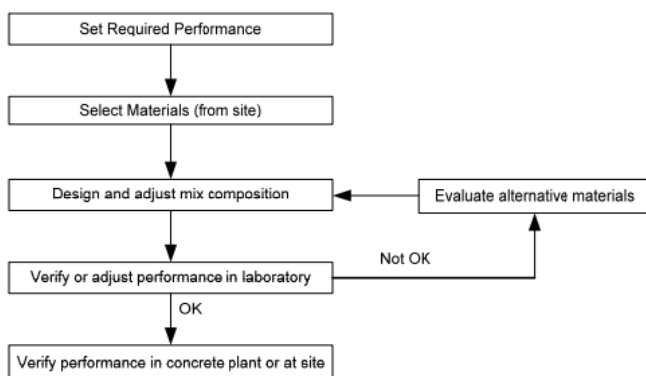 Set Required Performance
Select Materials (from site)
Design and adjust mix composition
Evaluate alternative materials
Verify or adjust performance in laboratory
Not OK
OK
Verify performance in concrete plant or at site